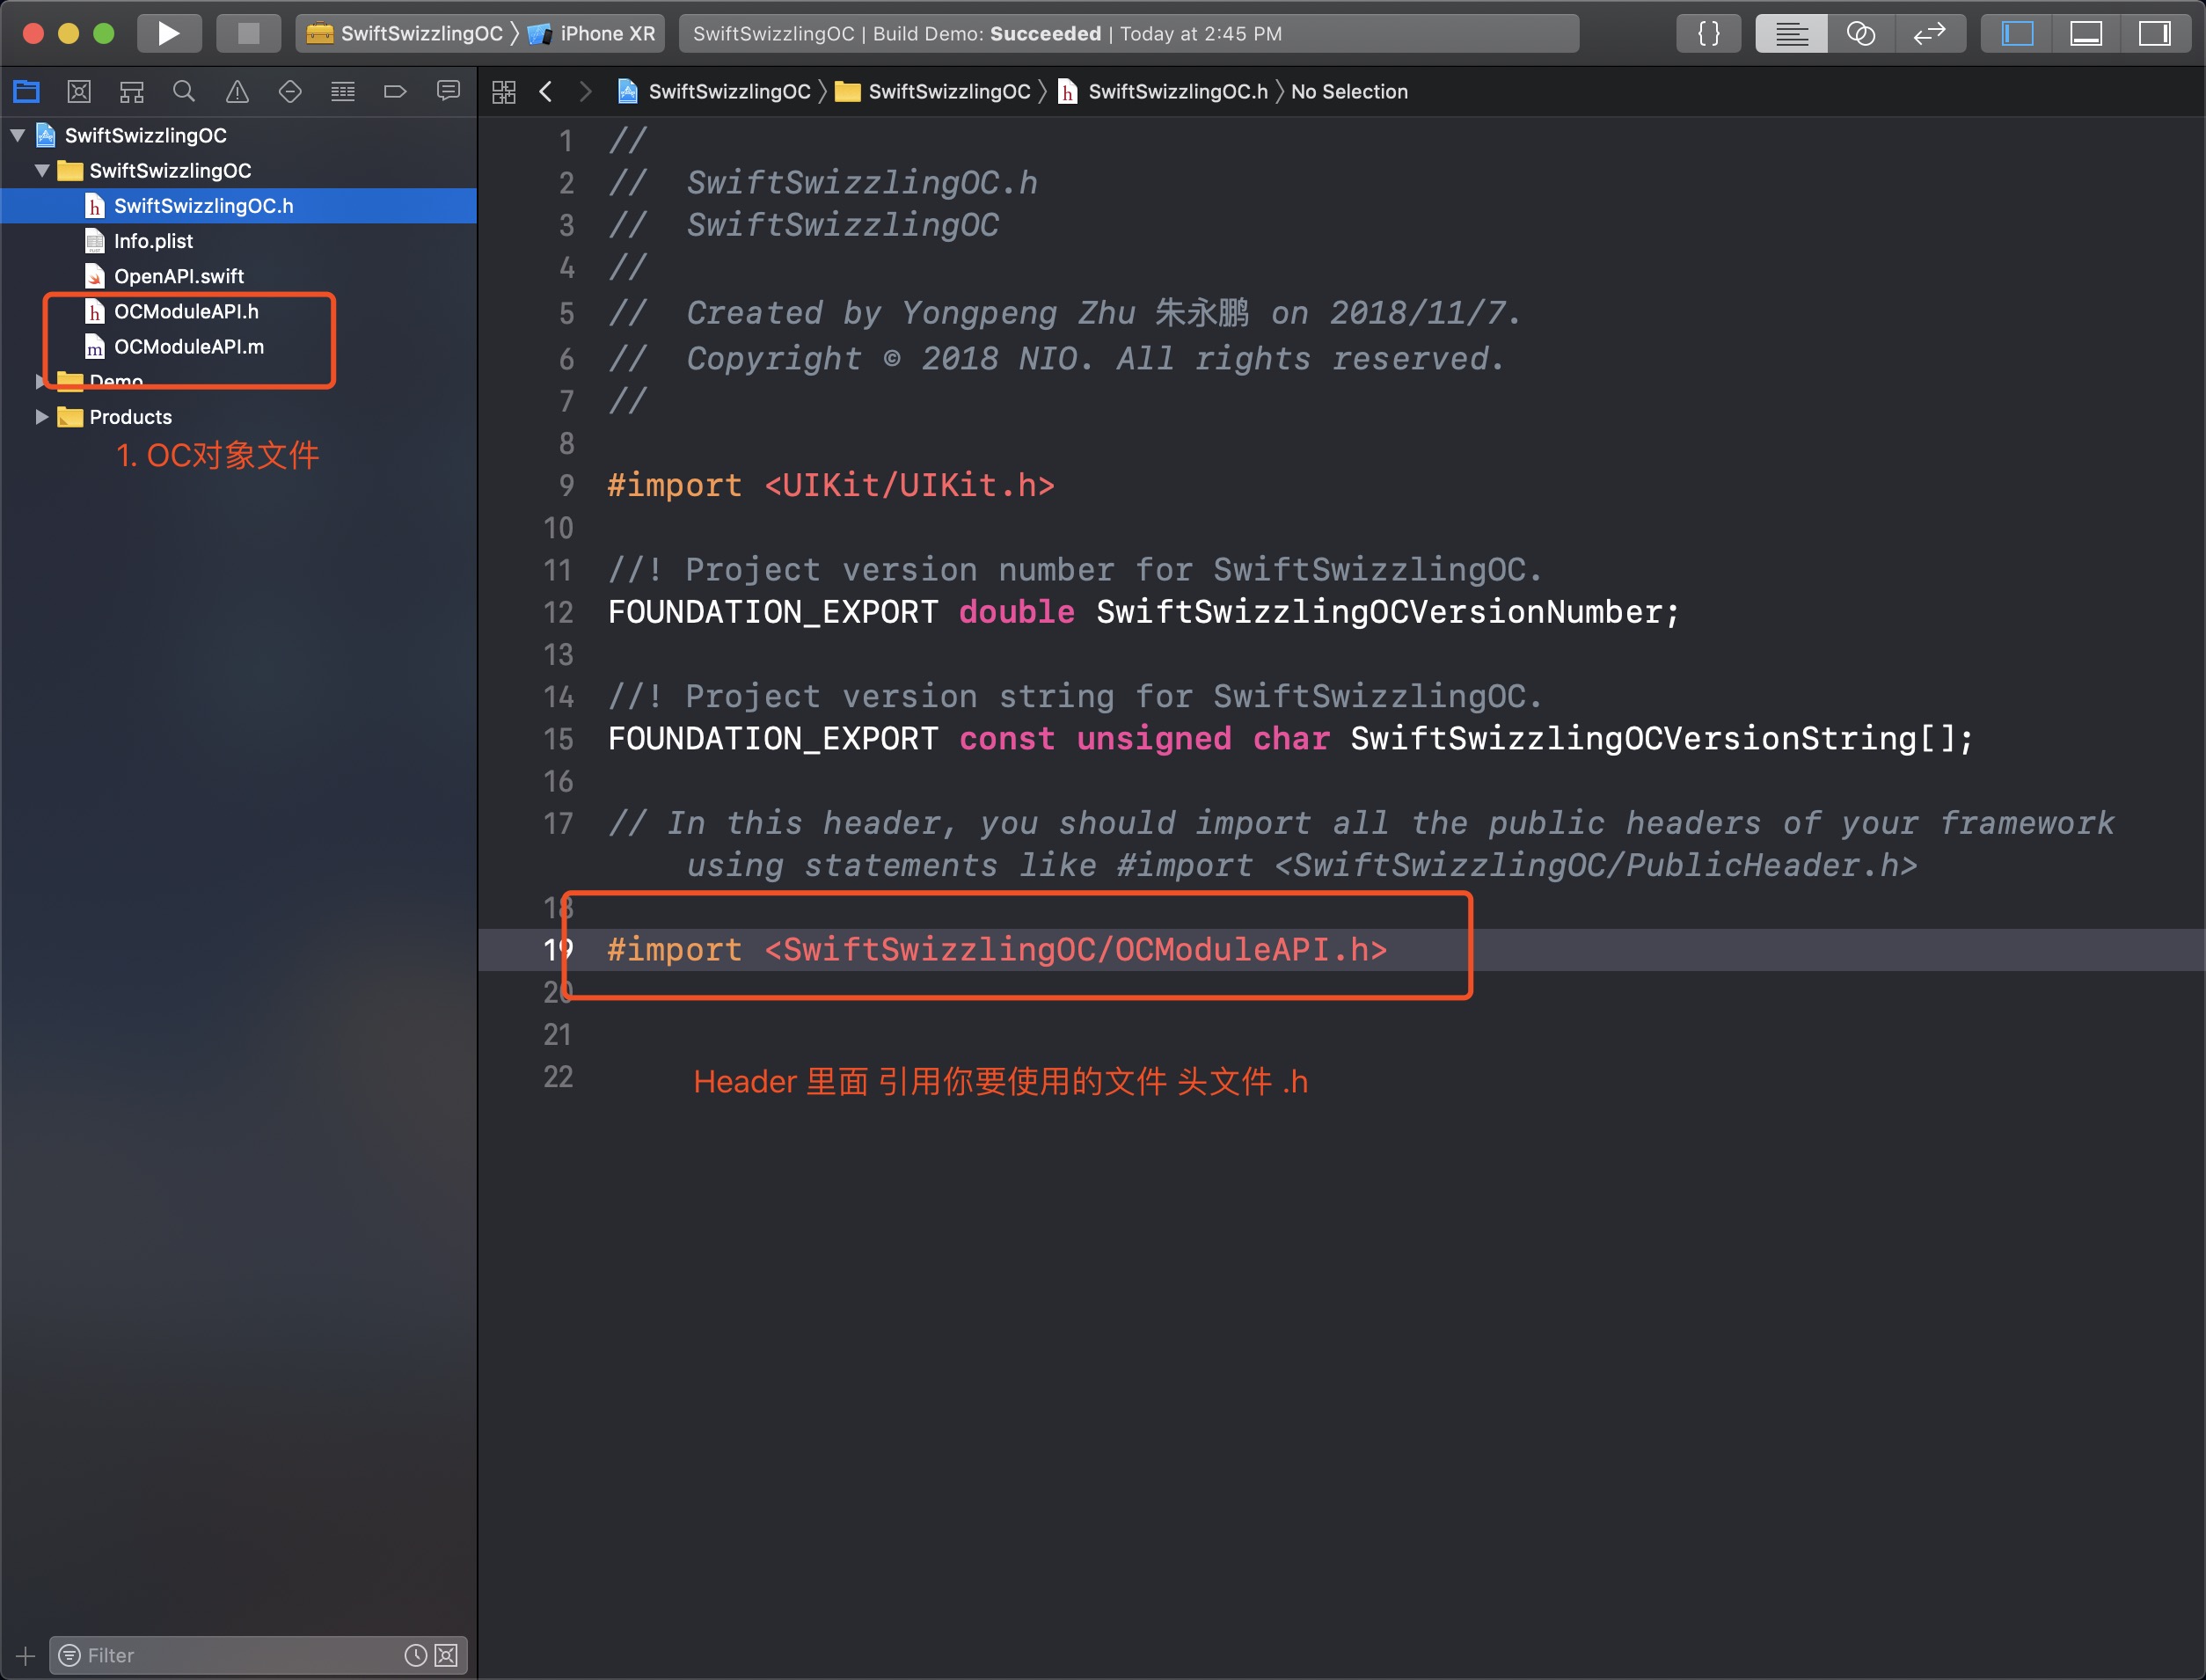 SwiftSwizzlingOC 〉 iPhone XR
SwiftSwizzlingOC | Build Demo: Succeeded | Today at 2:45 PM
{ }
SwiftSwizzlingOC 〉 SwiftSwizzlingOC 〉 h SwiftSwizzlingOC.h 〉 No Selection
SwiftSwizzlingOC
SwiftSwizzlingOC
h SwiftSwizzlingOC.h
Info.plist
OpenAPI.swift
h OCModuleAPI.h
m OCModuleAPI.m
Demo
Products
1. OC对象文件
Filter
1 //
2 //  SwiftSwizzlingOC.h
3 //  SwiftSwizzlingOC
4 //
5 //  Created by Yongpeng Zhu 朱永鹏 on 2018/11/7.
6 //  Copyright © 2018 NIO. All rights reserved.
7 //
8
9 #import <UIKit/UIKit.h>
10
11 //! Project version number for SwiftSwizzlingOC.
12 FOUNDATION_EXPORT double SwiftSwizzlingOCVersionNumber;
13
14 //! Project version string for SwiftSwizzlingOC.
15 FOUNDATION_EXPORT const unsigned char SwiftSwizzlingOCVersionString[];
16
17 // In this header, you should import all the public headers of your framework
using statements like #import <SwiftSwizzlingOC/PublicHeader.h>
18
19 #import <SwiftSwizzlingOC/OCModuleAPI.h>
20
21
22
Header 里面 引用你要使用的文件 头文件 .h